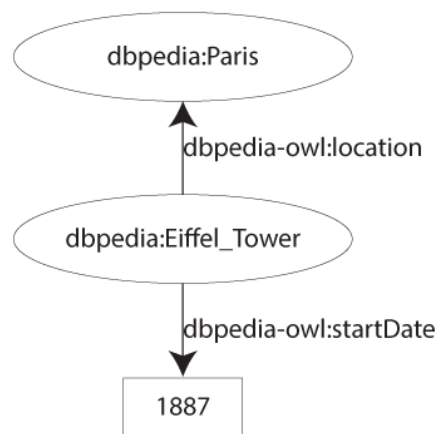 dbpedia:Paris
dbpedia-owl:location
dbpedia:Eiffel_Tower
dbpedia-owl:startDate
1887